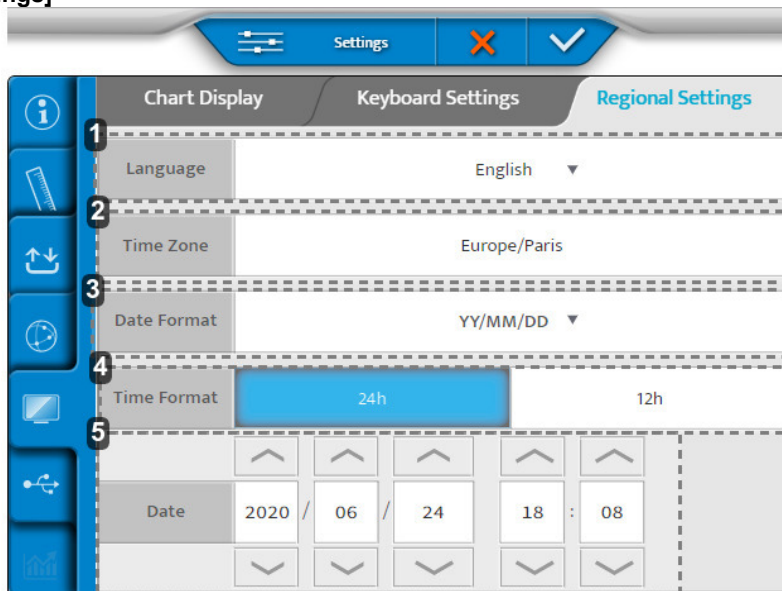 Settings
Chart Display Keyboard Settings Regional Settings
1
Language English
2
Time Zone Europe/Paris
3
Date Format YY/MM/DD
4
Time Format 24h 12h
5
Date 2020 / 06 / 24 18 : 08